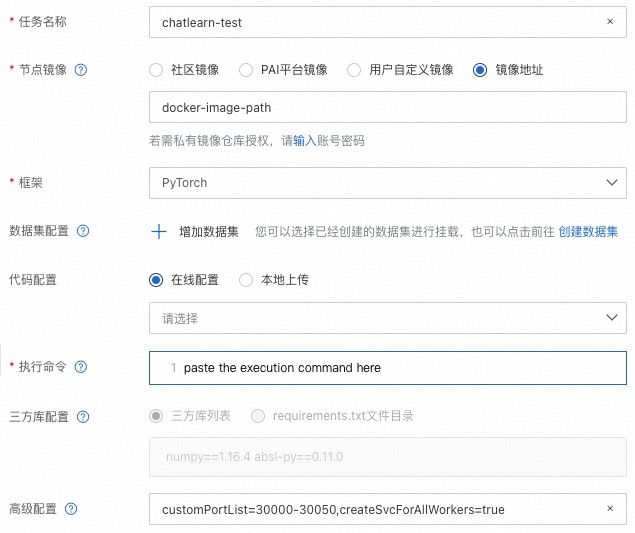 * 任务名称 chatlearn-test ×
* 节点镜像 ? 社区镜像 PAI平台镜像 用户自定义镜像 镜像地址
docker-image-path
若需私有镜像仓库授权，请输入账号密码
* 框架 PyTorch
数据集配置 ? + 增加数据集 您可以选择已经创建的数据集进行挂载，也可以点击前往 创建数据集
代码配置 在线配置 本地上传
请选择
* 执行命令 ? 1 paste the execution command here
三方库配置 ? 三方库列表 requirements.txt文件目录
numpy==1.16.4 absl-py==0.11.0
高级配置 ? customPortList=30000-30050,createSvcForAllWorkers=true ×